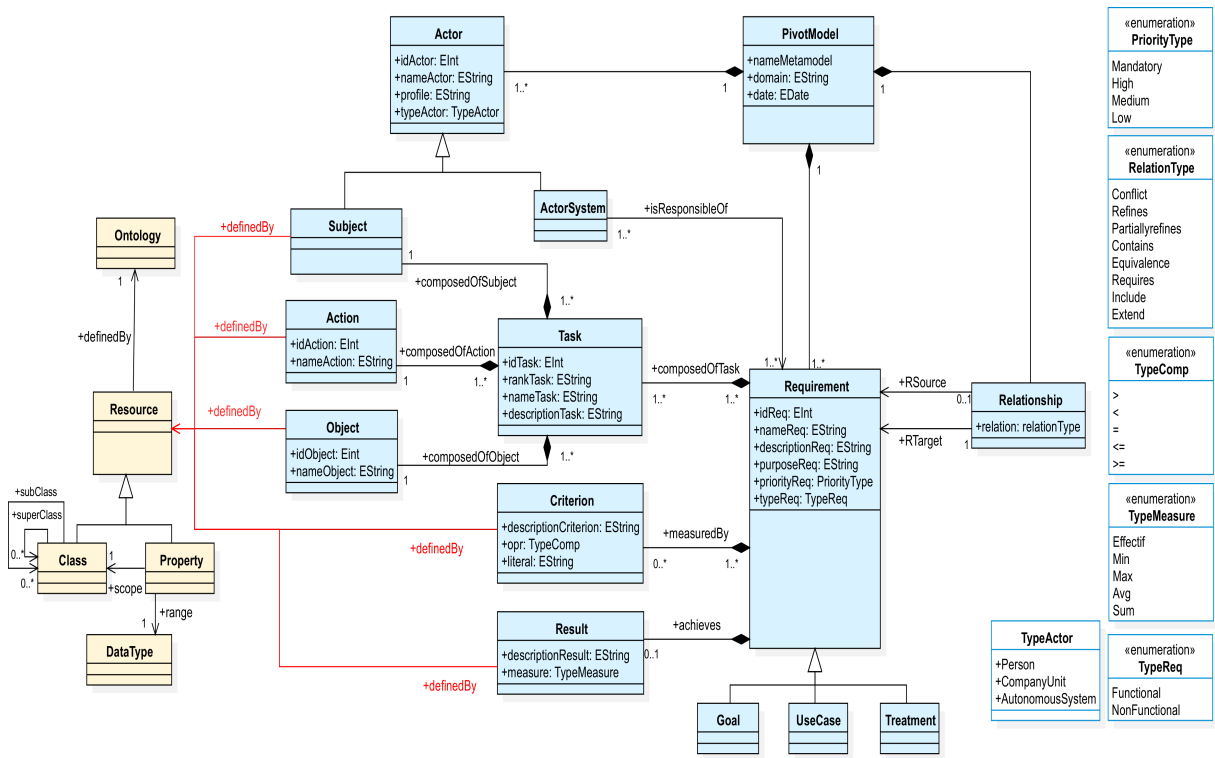 Actor
+idActor: EInt
+nameActor: EString
+profile: EString
+typeActor: TypeActor
1..*
1
PivotModel
+nameMetamodel
+domain: EString
+date: EDate
1
1
«enumeration»
PriorityType
Mandatory
High
Medium
Low
«enumeration»
RelationType
Conflict
Refines
Partiallyrefines
Contains
Equivalence
Requires
Include
Extend
«enumeration»
TypeComp
>
<
=
<=
>=
«enumeration»
TypeMeasure
Effectif
Min
Max
Avg
Sum
«enumeration»
TypeReq
Functional
NonFunctional
TypeActor
+Person
+CompanyUnit
+AutonomousSystem
ActorSystem
+isResponsibleOf
1..*
1..*
1..*
Subject
+definedBy
1
+composedOfSubject
1..*
Ontology
1
+definedBy
Action
+idAction: EInt
+nameAction: EString
+definedBy
+composedOfAction
1
1..*
Task
+idTask: EInt
+rankTask: EString
+nameTask: EString
+descriptionTask: EString
+composedOfTask
1..*
1..*
Requirement
+idReq: EInt
+nameReq: EString
+descriptionReq: EString
+purposeReq: EString
+priorityReq: PriorityType
+typeReq: TypeReq
+RSource
0..1
+RTarget
1
Relationship
+relation: relationType
Resource
+definedBy
Object
+idObject: Eint
+nameObject: EString
+composedOfObject
1
1..*
Criterion
+descriptionCriterion: EString
+opr: TypeComp
+literal: EString
+definedBy
+measuredBy
0..*
1..*
+subClass
+superClass
0..*
0..*
Class
1
+scope
Property
+range
1
DataType
Result
+descriptionResult: EString
+measure: TypeMeasure
+definedBy
+achieves
0..1
Goal
UseCase
Treatment